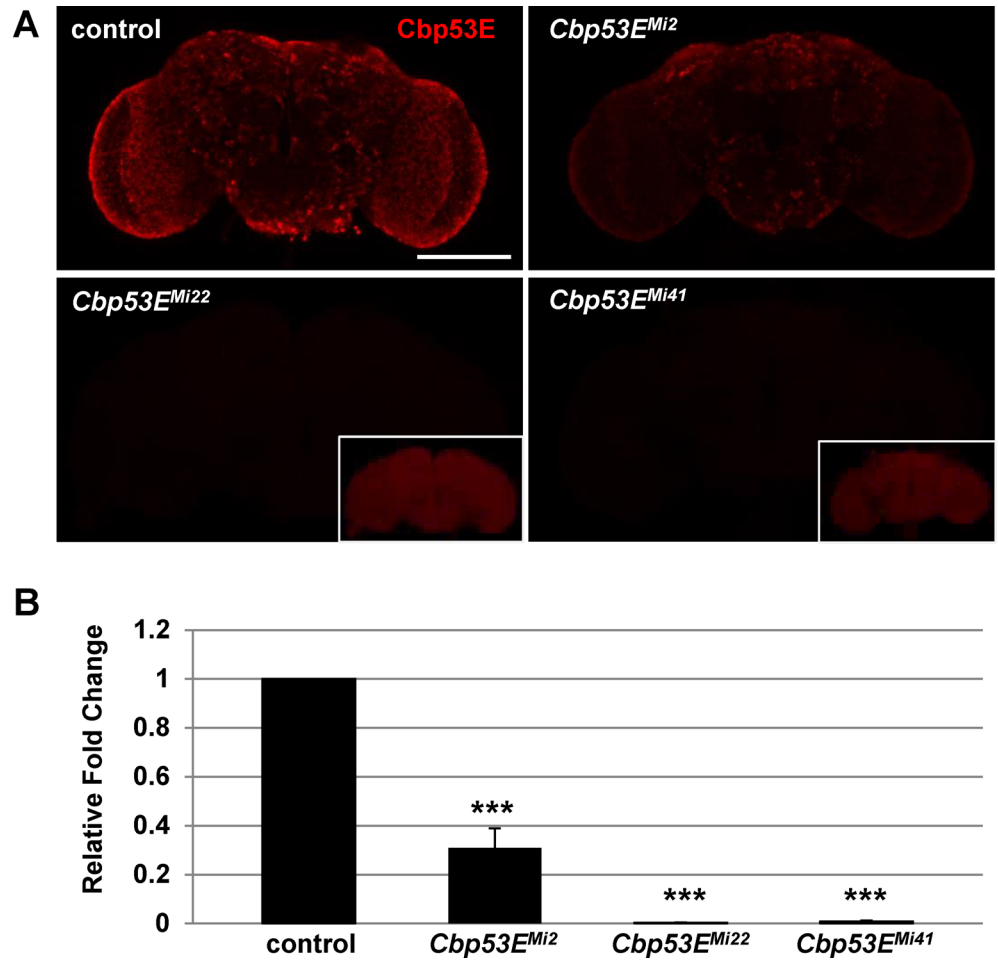 A
control
Cbp53E
Cbp53E^Mi2
Cbp53E^Mi22
Cbp53E^Mi41
B
Relative Fold Change
1.2
1
0.8
0.6
0.4
0.2
0
***
***
***
control
Cbp53E^Mi2
Cbp53E^Mi22
Cbp53E^Mi41